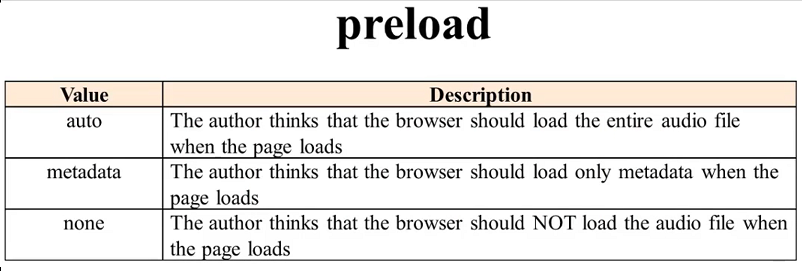 preload
Value Description
auto The author thinks that the browser should load the entire audio file
when the page loads
metadata The author thinks that the browser should load only metadata when the
page loads
none The author thinks that the browser should NOT load the audio file when
the page loads